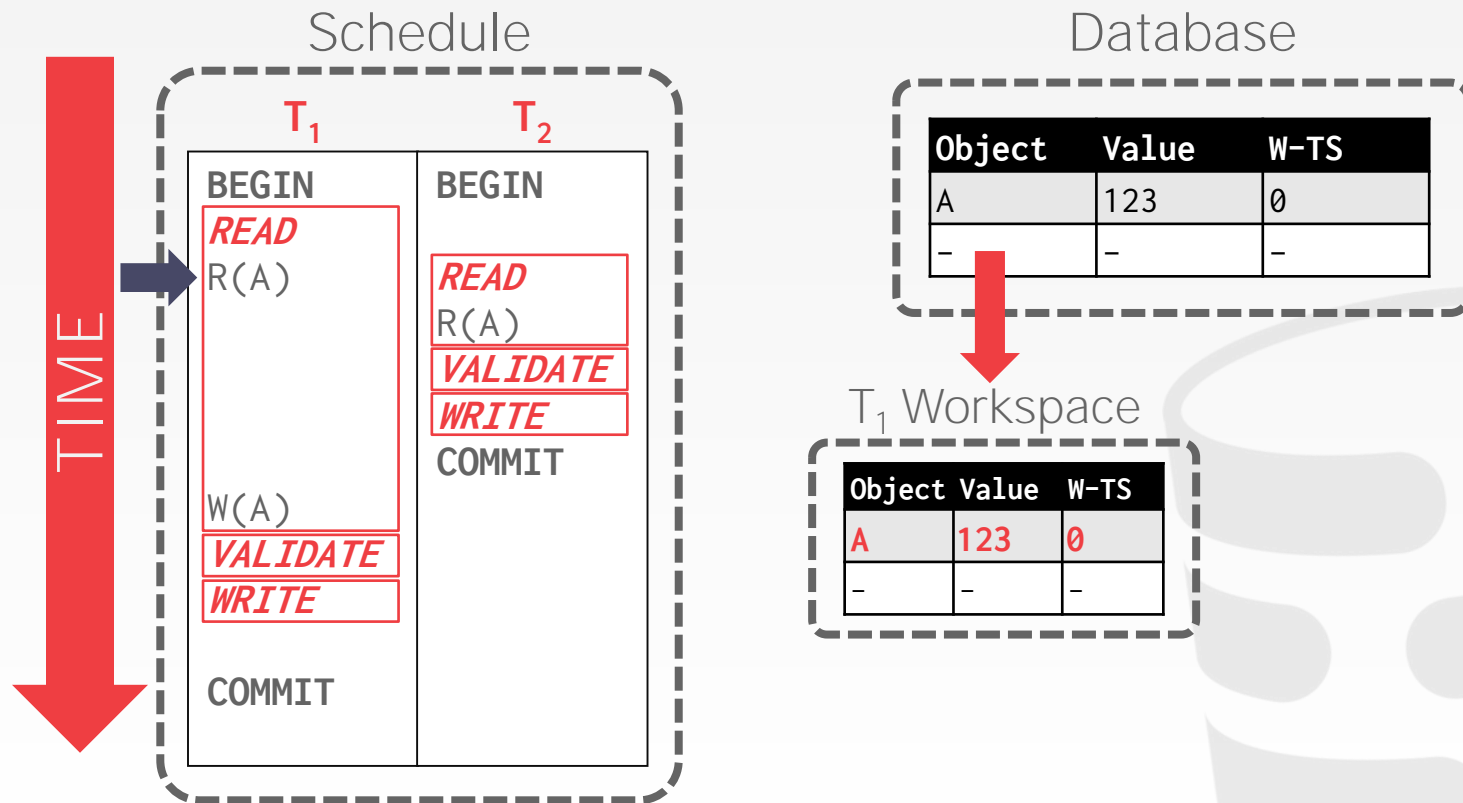 Schedule
TIME
T₁ T₂
BEGIN BEGIN
READ
R(A) READ
R(A)
VALIDATE
WRITE
COMMIT
W(A)
VALIDATE
WRITE
COMMIT
Database
Object Value W-TS
A 123 0
- - -
T₁ Workspace
Object Value W-TS
A 123 0
- - -